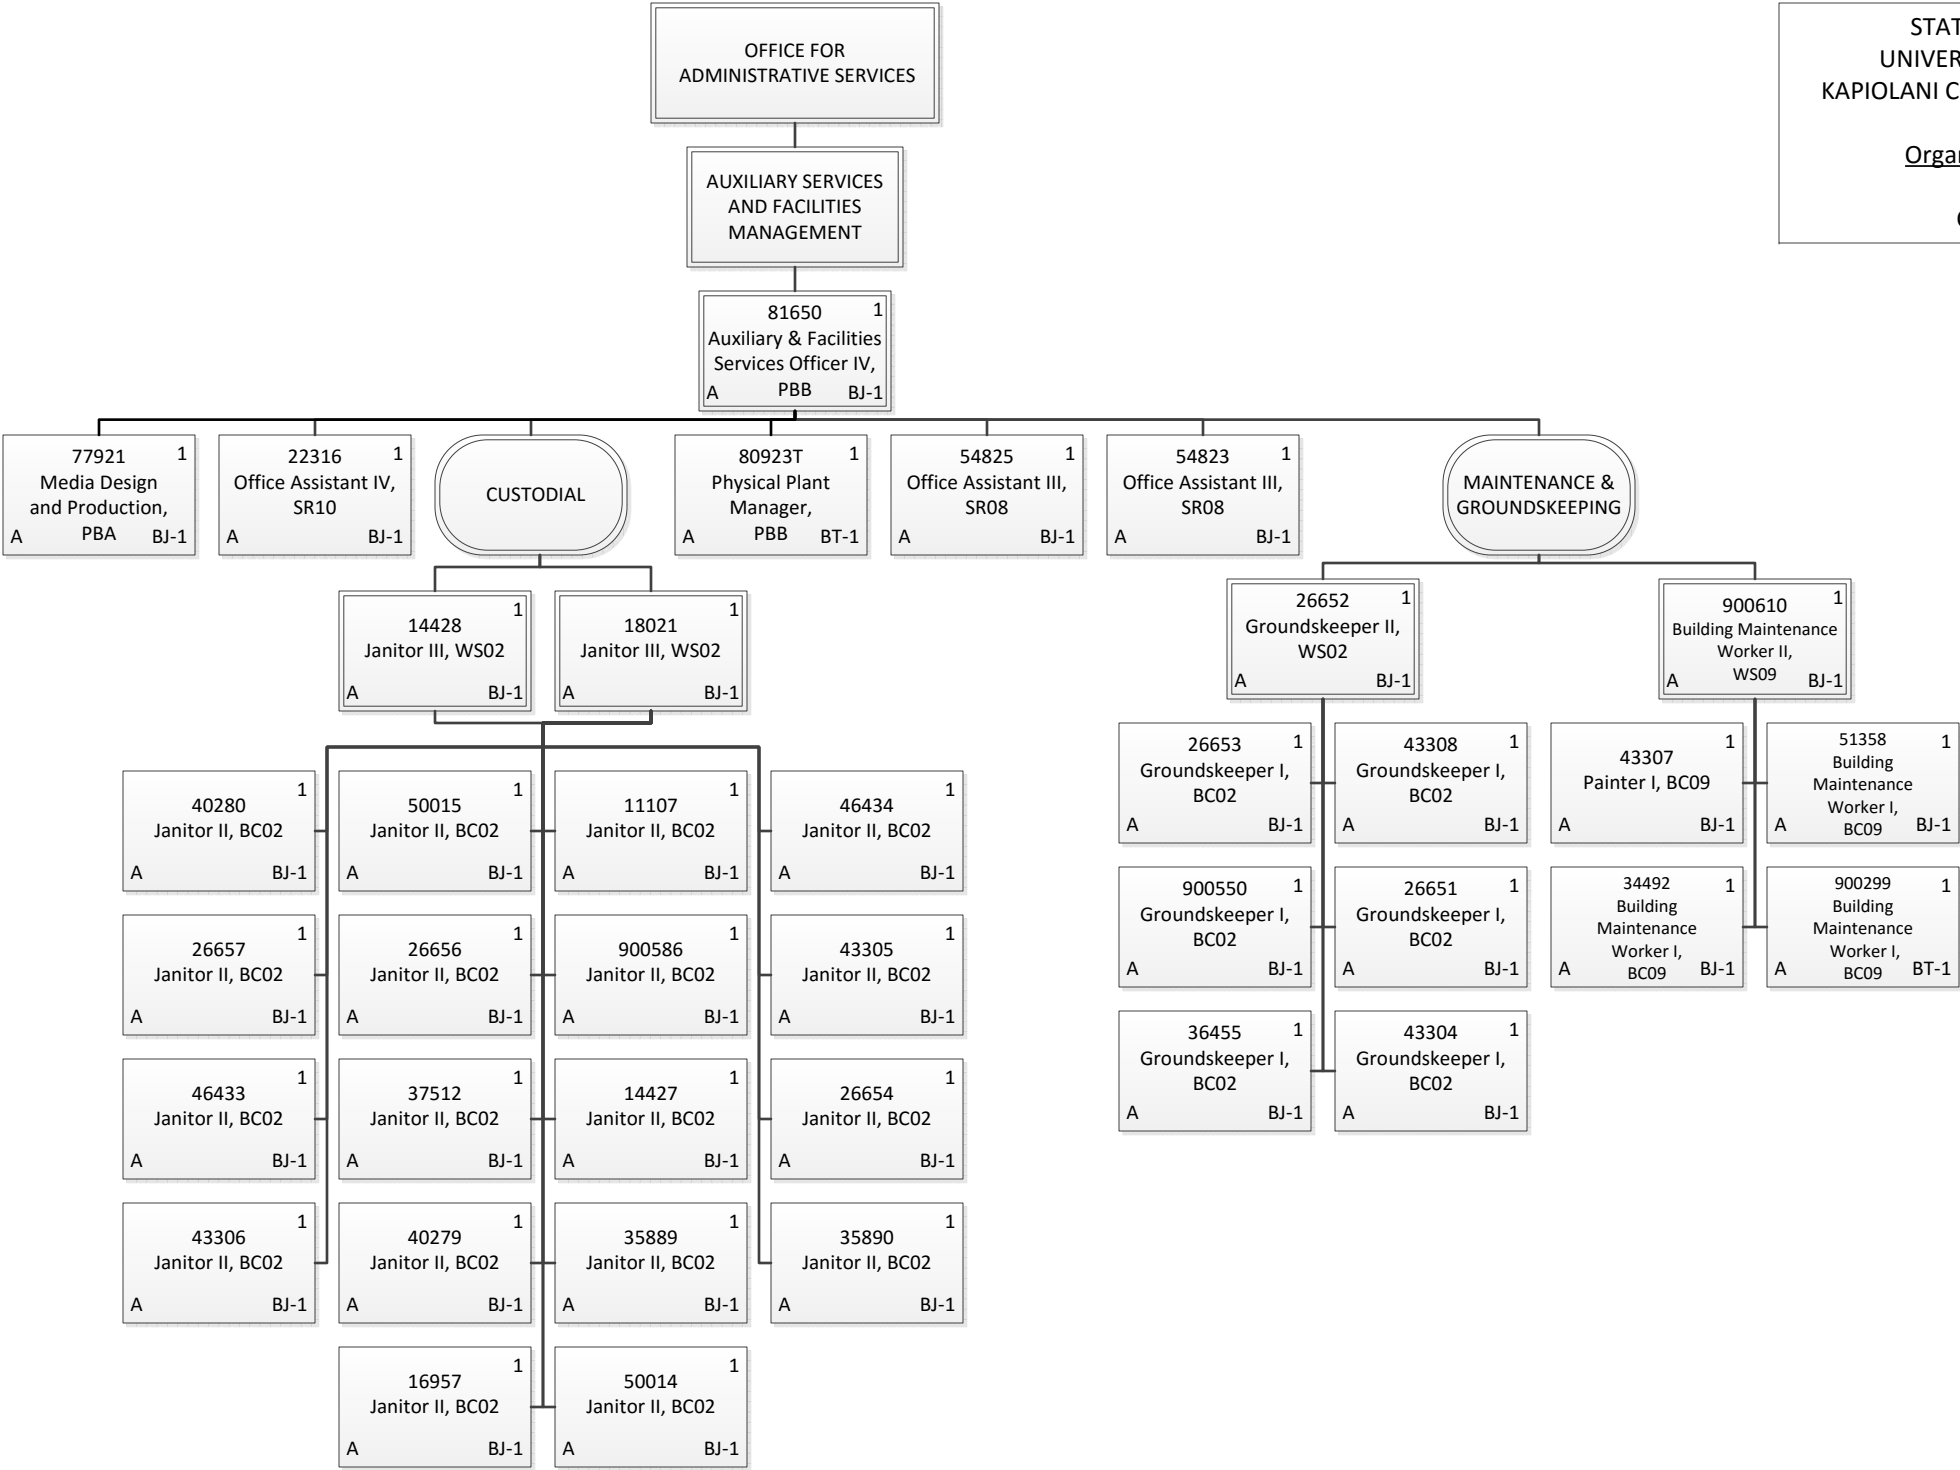 OFFICE FOR
ADMINISTRATIVE SERVICES
KAPIOLANI
AUXILIARY SERVICES
AND FACILITIES
MANAGEMENT
81650 1
Auxiliary & Facilities
Services Officer IV,
A PBB BJ-1
77921 1
Media Design
and Production,
A PBA BJ-1
22316 1
Office Assistant IV,
SR10
A BJ-1
CUSTODIAL
80923T 1
Physical Plant
Manager,
A PBB BT-1
54825 1
Office Assistant III,
SR08
A BJ-1
54823 1
Office Assistant III,
SR08
A BJ-1
MAINTENANCE &
GROUNDSKEEPING
1
14428
Janitor III, WS02
A BJ-1
1
18021
Janitor III, WS02
A BJ-1
26652 1
Groundskeeper II,
WS02
A BJ-1
1
900610
Building Maintenance
Worker II,
WS09
A BJ-1
1
40280
Janitor II, BC02
A BJ-1
1
50015
Janitor II, BC02
A BJ-1
1
11107
Janitor II, BC02
A BJ-1
1
46434
Janitor II, BC02
A BJ-1
1
26657
Janitor II, BC02
A BJ-1
1
26656
Janitor II, BC02
A BJ-1
1
900586
Janitor II, BC02
A BJ-1
1
43305
Janitor II, BC02
A BJ-1
1
46433
Janitor II, BC02
A BJ-1
1
37512
Janitor II, BC02
A BJ-1
1
14427
Janitor II, BC02
A BJ-1
1
26654
Janitor II, BC02
A BJ-1
1
43306
Janitor II, BC02
A BJ-1
1
40279
Janitor II, BC02
A BJ-1
1
35889
Janitor II, BC02
A BJ-1
1
35890
Janitor II, BC02
A BJ-1
1
16957
Janitor II, BC02
A BJ-1
1
50014
Janitor II, BC02
A BJ-1
26653 1
Groundskeeper I,
BC02
A BJ-1
43308 1
Groundskeeper I,
BC02
A BJ-1
900550 1
Groundskeeper I,
BC02
A BJ-1
26651 1
Groundskeeper I,
BC02
A BJ-1
36455 1
Groundskeeper I,
BC02
A BJ-1
43304 1
Groundskeeper I,
BC02
A BJ-1
1
43307
Painter I, BC09
A BJ-1
51358 1
Building
Maintenance
Worker I,
BC09
A BJ-1
34492 1
Building
Maintenance
Worker I,
BC09
A BJ-1
900299 1
Building
Maintenance
Worker I,
BC09
A BT-1